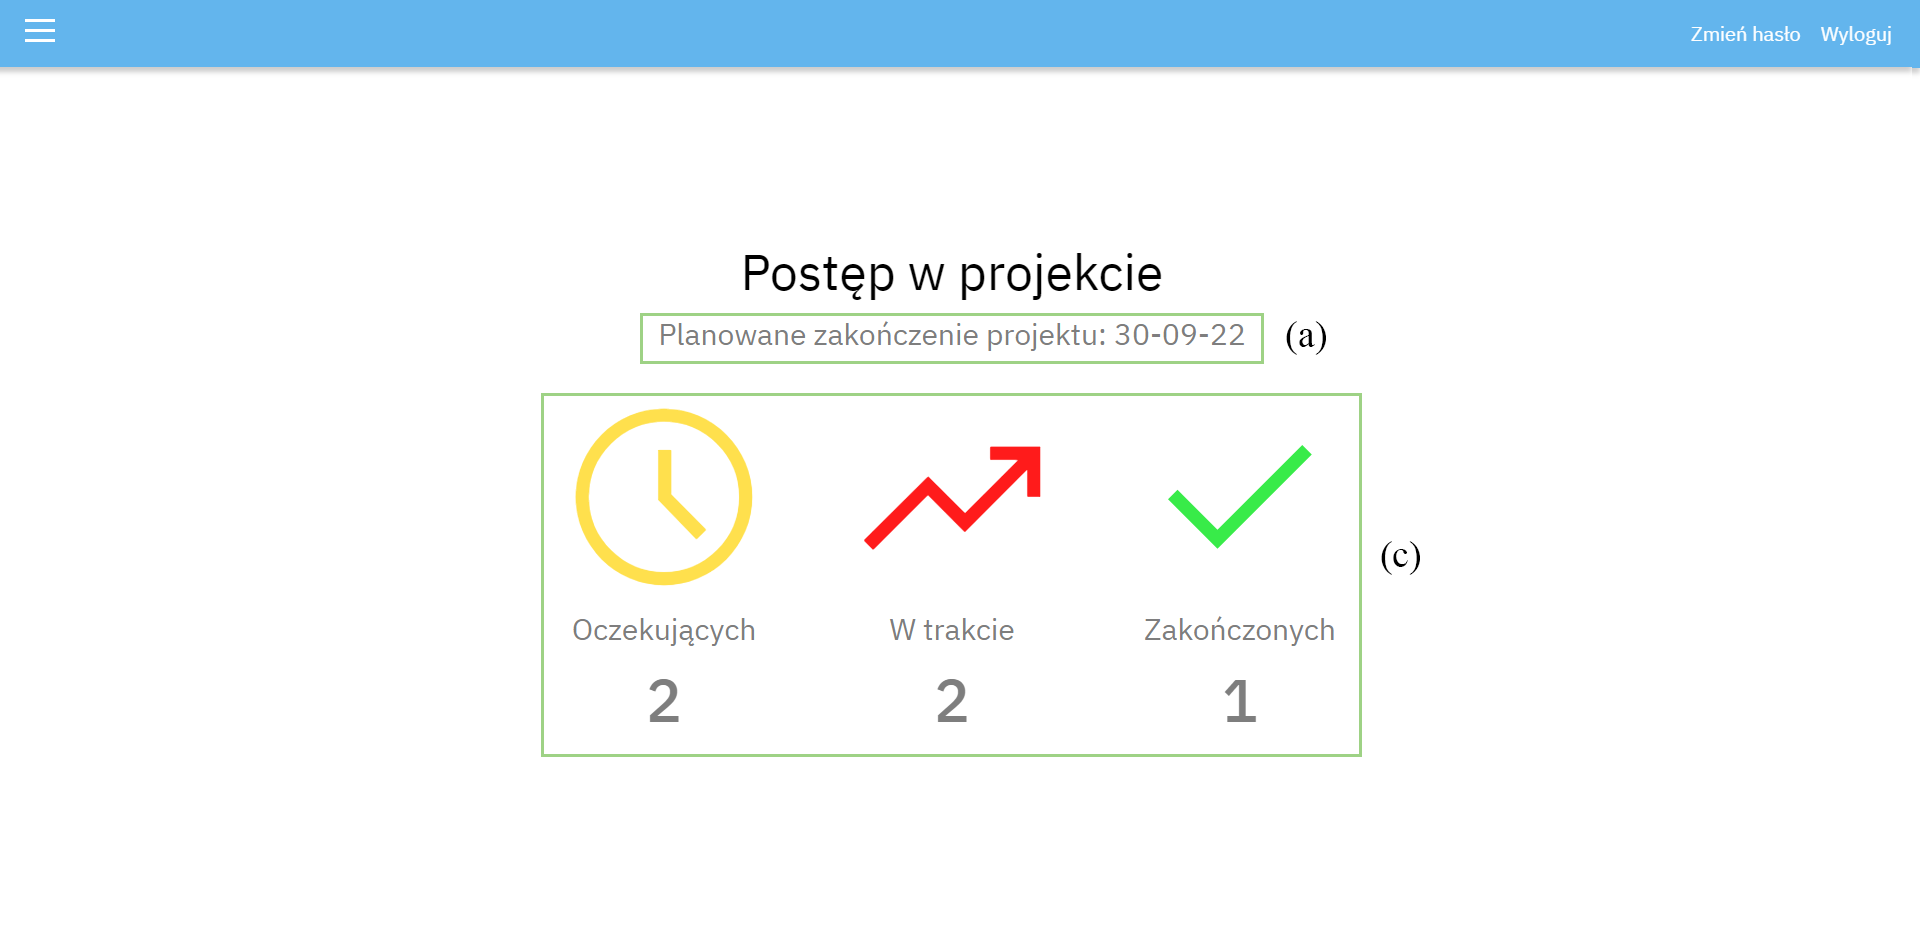 Zmień hasło Wyloguj
Postęp w projekcie
Planowane zakończenie projektu: 30-09-22 (a)
(c)
Oczekujących W trakcie Zakończonych
2 2 1